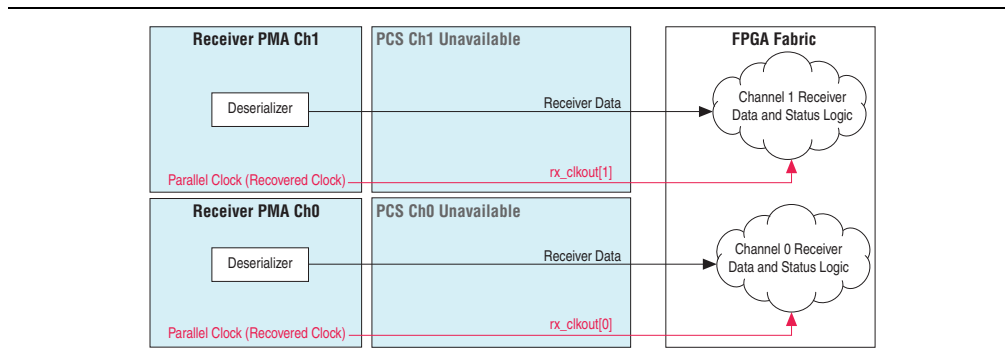 Receiver PMA Ch1
PCS Ch1 Unavailable
FPGA Fabric
Deserializer
Receiver Data
Channel 1 Receiver
Data and Status Logic
Parallel Clock (Recovered Clock)
rx_clkout[1]
Receiver PMA Ch0
PCS Ch0 Unavailable
Deserializer
Receiver Data
Channel 0 Receiver
Data and Status Logic
Parallel Clock (Recovered Clock)
rx_clkout[0]